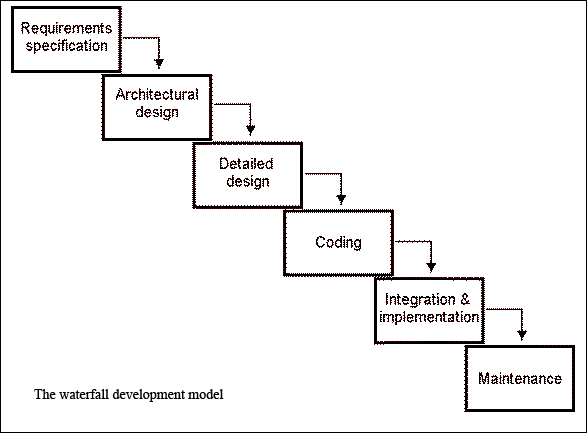 Requirements
specification
Architectural
design
Detailed
design
Coding
Integration &
implementation
Maintenance
The waterfall development model